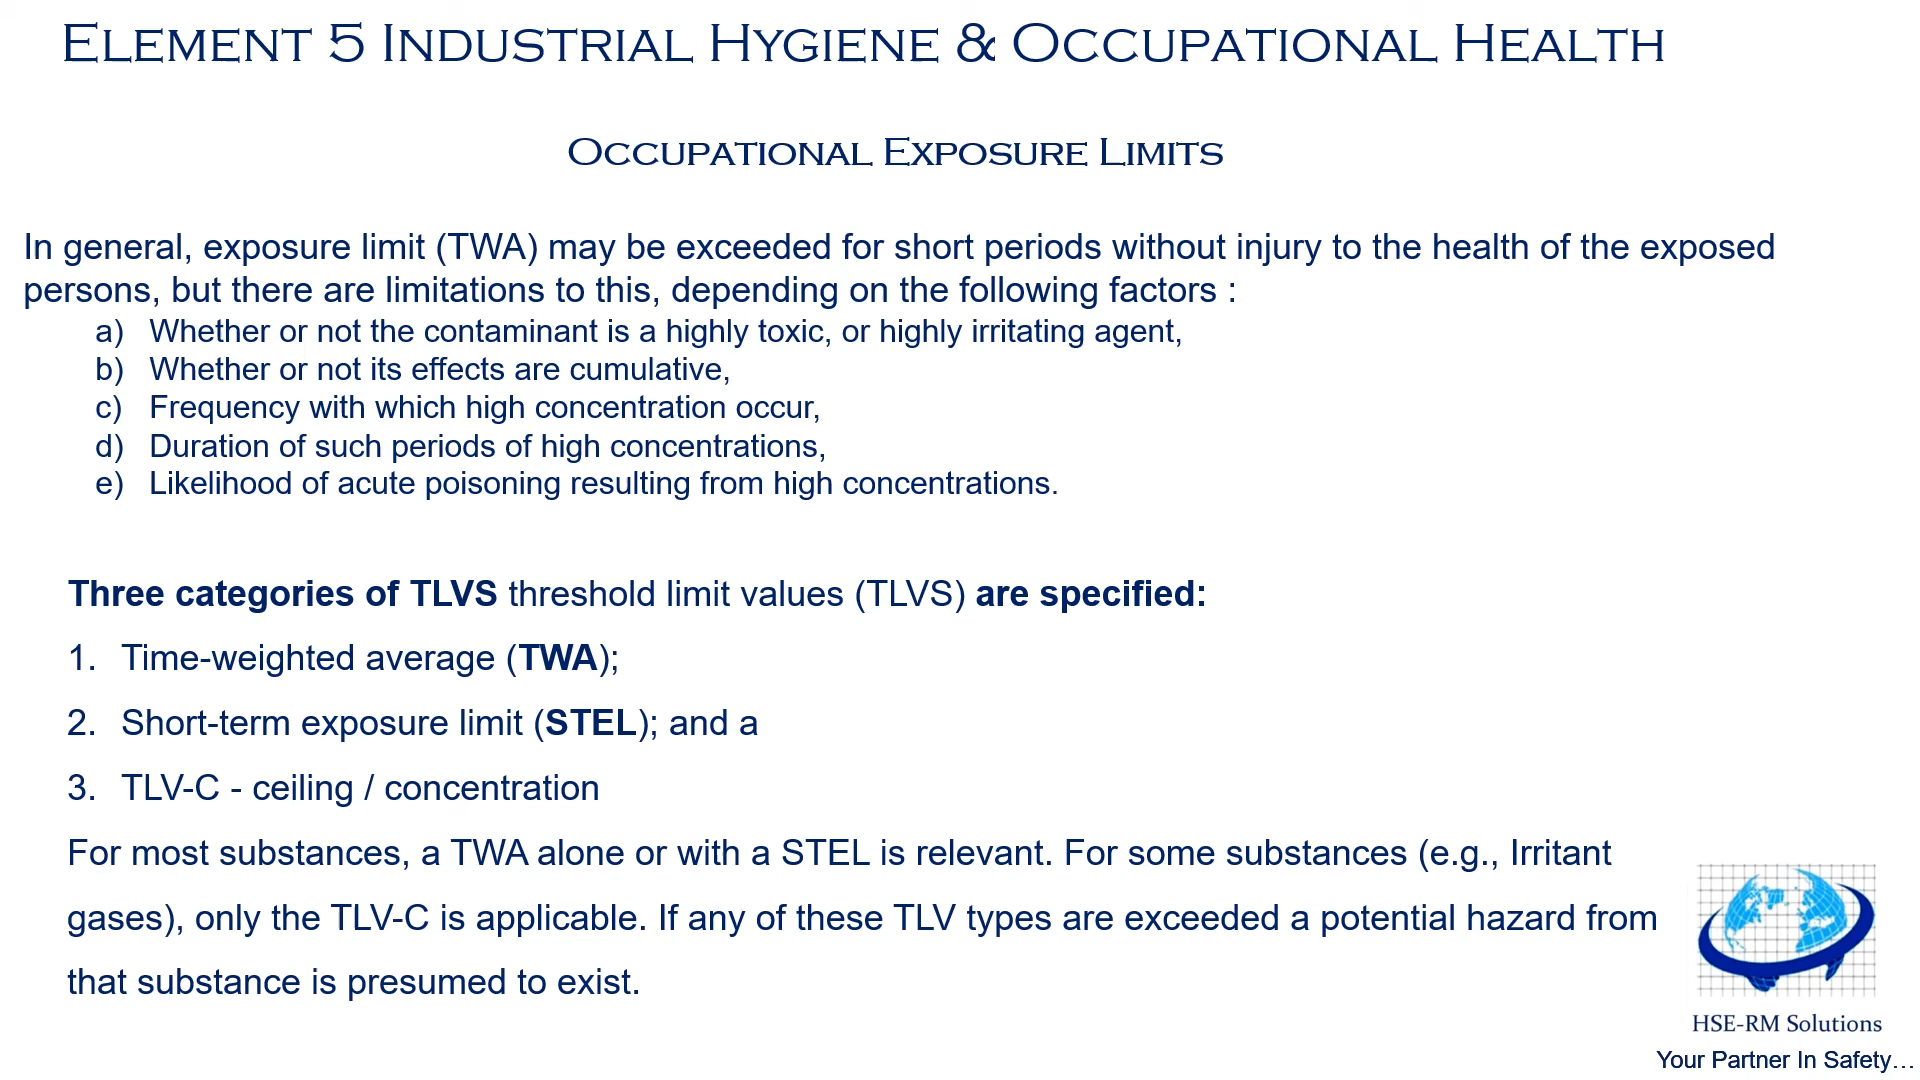 Element 5 Industrial Hygiene & Occupational Health
Occupational Exposure Limits
In general, exposure limit (TWA) may be exceeded for short periods without injury to the health of the exposed
persons, but there are limitations to this, depending on the following factors :
a) Whether or not the contaminant is a highly toxic, or highly irritating agent,
b) Whether or not its effects are cumulative,
c) Frequency with which high concentration occur,
d) Duration of such periods of high concentrations,
e) Likelihood of acute poisoning resulting from high concentrations.
Three categories of TLVS threshold limit values (TLVS) are specified:
1. Time-weighted average (TWA);
2. Short-term exposure limit (STEL); and a
3. TLV-C - ceiling / concentration
For most substances, a TWA alone or with a STEL is relevant. For some substances (e.g., Irritant
gases), only the TLV-C is applicable. If any of these TLV types are exceeded a potential hazard from
that substance is presumed to exist.
HSE-RM Solutions
Your Partner In Safety…